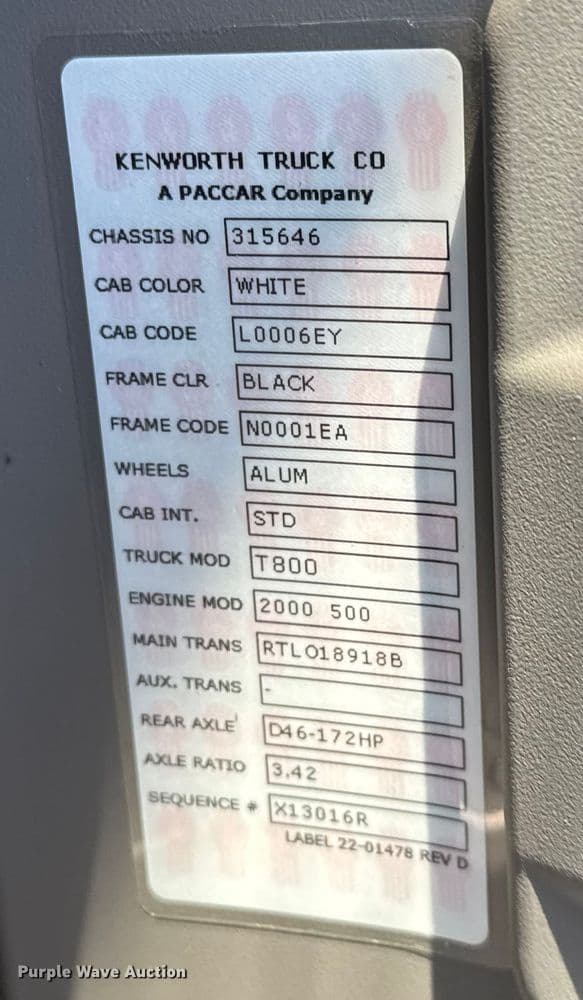 KENWORTH TRUCK CO
A PACCAR Company
CHASSIS NO 315646
CAB COLOR WHITE
CAB CODE L0006EY
FRAME CLR BLACK
FRAME CODE N0001EA
WHEELS ALUM
CAB INT. STD
TRUCK MOD T800
ENGINE MOD 2000 500
MAIN TRANS RTLO18918B
AUX. TRANS -
REAR AXLE D46-172HP
AXLE RATIO 3.42
SEQUENCE # X13016R
LABEL 22-01478 REV D
Purple Wave Auction